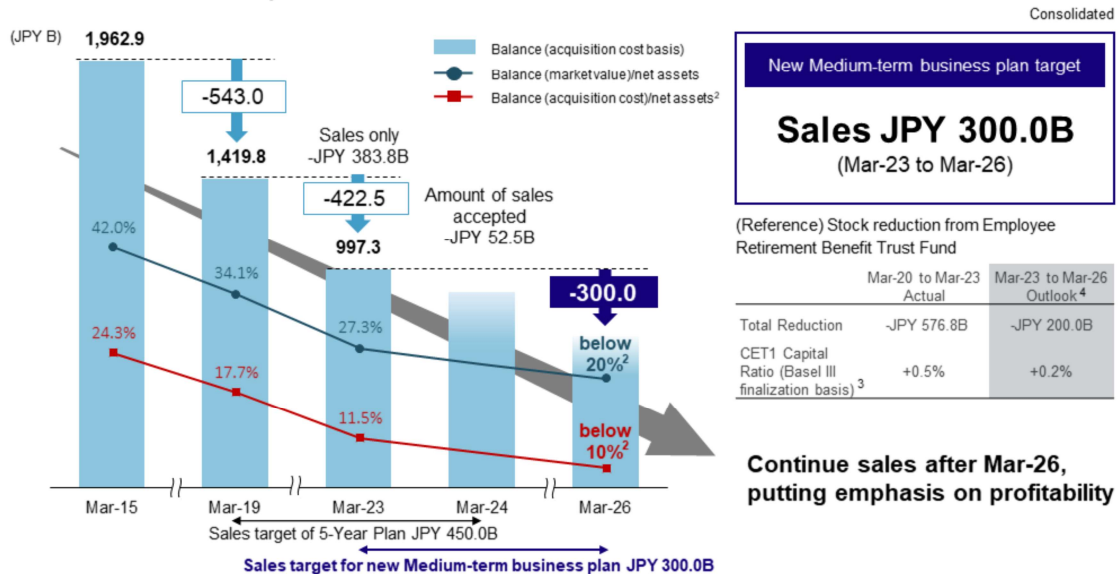 Consolidated
(JPY B)
1,962.9
Balance (acquisition cost basis)
Balance (market value)/net assets
Balance (acquisition cost)/net assets2
-543.0
1,419.8
Sales only
-JPY 383.8B
-422.5
997.3
Amount of sales
accepted
-JPY 52.5B
-300.0
42.0%
34.1%
27.3%
below
20%2
24.3%
17.7%
11.5%
below
10%2
Mar-15
Mar-19
Mar-23
Mar-24
Mar-26
Sales target of 5-Year Plan JPY 450.0B
Sales target for new Medium-term business plan JPY 300.0B
New Medium-term business plan target
Sales JPY 300.0B
(Mar-23 to Mar-26)
(Reference) Stock reduction from Employee
Retirement Benefit Trust Fund
Mar-20 to Mar-23 Mar-23 to Mar-26
Actual Outlook 4
Total Reduction -JPY 576.8B -JPY 200.0B
CET1 Capital
Ratio (Basel III +0.5% +0.2%
finalization basis) 3
Continue sales after Mar-26,
putting emphasis on profitability